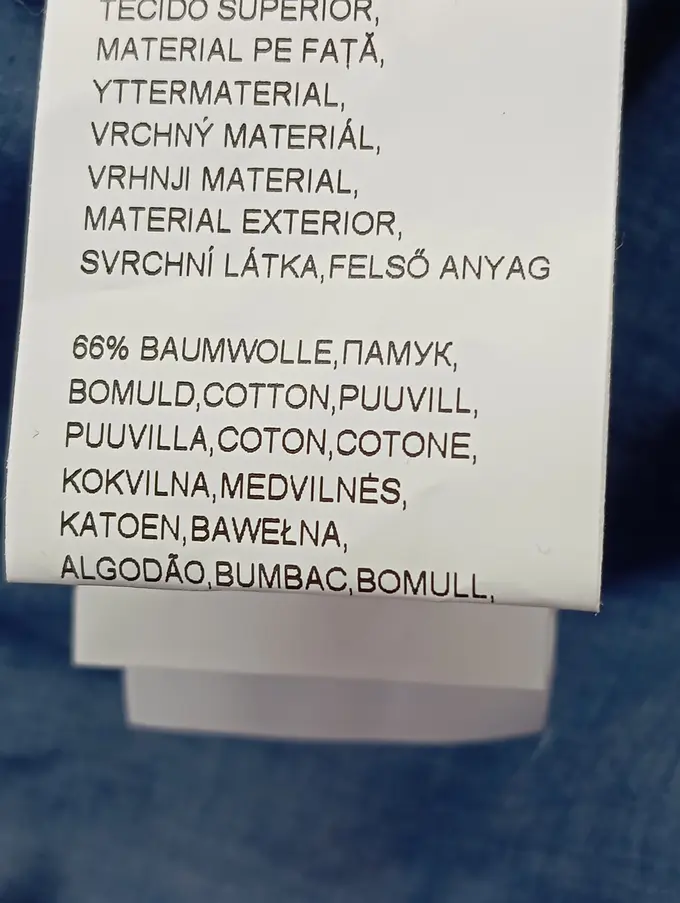 TECIDO SUPERIOR,
MATERIAL PE FAȚĂ,
YTTERMATERIAL,
VRCHNÝ MATERIÁL,
VRHNJI MATERIAL,
MATERIAL EXTERIOR,
SVRCHNÍ LÁTKA,FELSŐ ANYAG
66% BAUMWOLLE,ПАМУК,
BOMULD,COTTON,PUUVILL,
PUUVILLA,COTON,COTONE,
KOKVILNA,MEDVILNĖS,
KATOEN,BAWEŁNA,
ALGODÃO,BUMBAC,BOMULL,